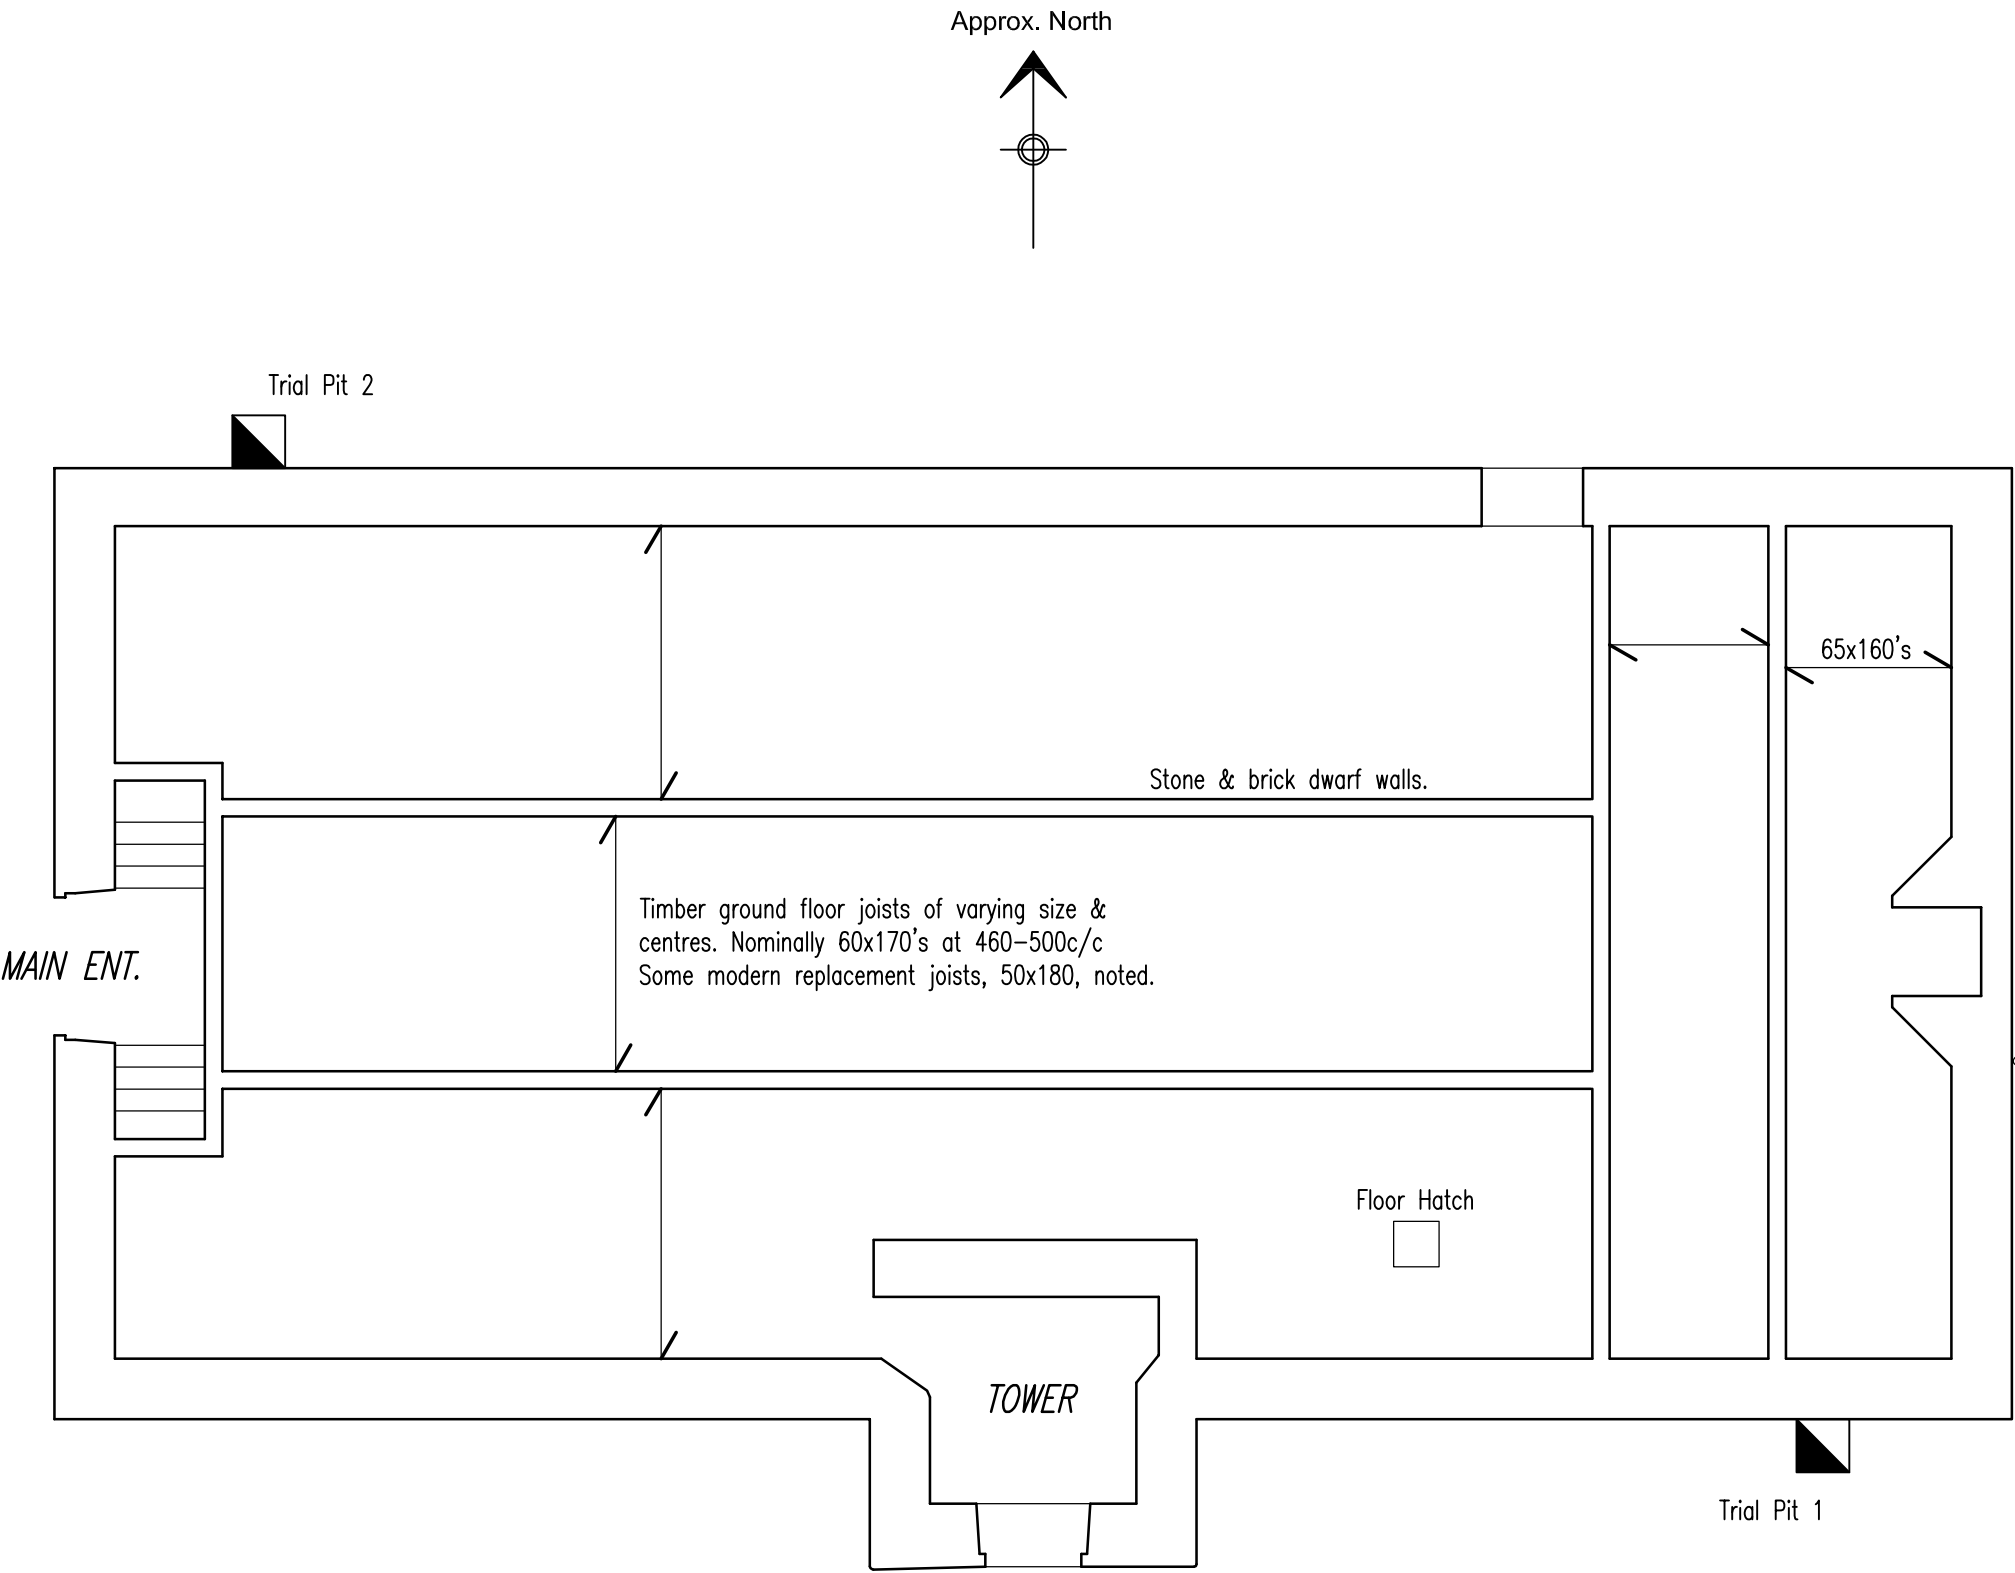 Approx. North
Trial Pit 2
65x160's
Stone & brick dwarf walls.
Timber ground floor joists of varying size &
centres. Nominally 60x170's at 460-500c/c
Some modern replacement joists, 50x180, noted.
MAIN ENT.
Floor Hatch
TOWER
Trial Pit 1